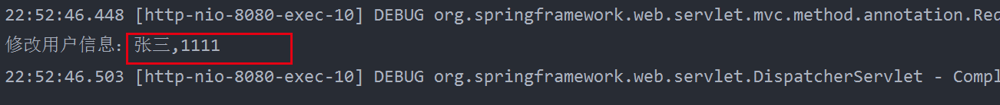 22:52:46.448 [http-nio-8080-exec-10] DEBUG org.springframework.web.servlet.mvc.method.annotation.Rec
修改用户信息：张三,1111
22:52:46.503 [http-nio-8080-exec-10] DEBUG org.springframework.web.servlet.DispatcherServlet - Compl